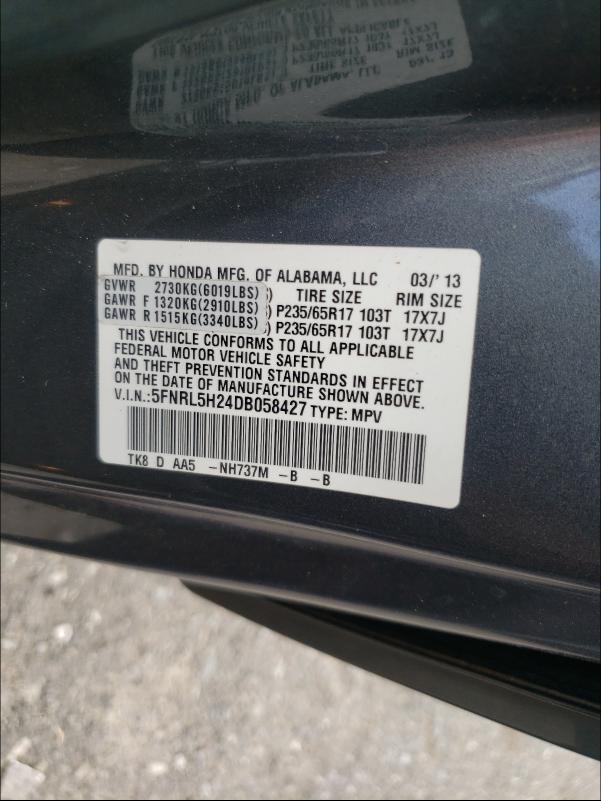 MFD. BY HONDA MFG. OF ALABAMA, LLC 03/'13
GVWR 2730KG(6019LBS) TIRE SIZE RIM SIZE
GAWR F 1320KG(2910LBS) P235/65R17 103T 17X7J
GAWR R 1515KG(3340LBS) P235/65R17 103T 17X7J
THIS VEHICLE CONFORMS TO ALL APPLICABLE
FEDERAL MOTOR VEHICLE SAFETY
AND THEFT PREVENTION STANDARDS IN EFFECT
ON THE DATE OF MANUFACTURE SHOWN ABOVE.
V.I.N.:5FNRL5H24DB058427 TYPE: MPV
TK8 D AA5 -NH737M -B -B